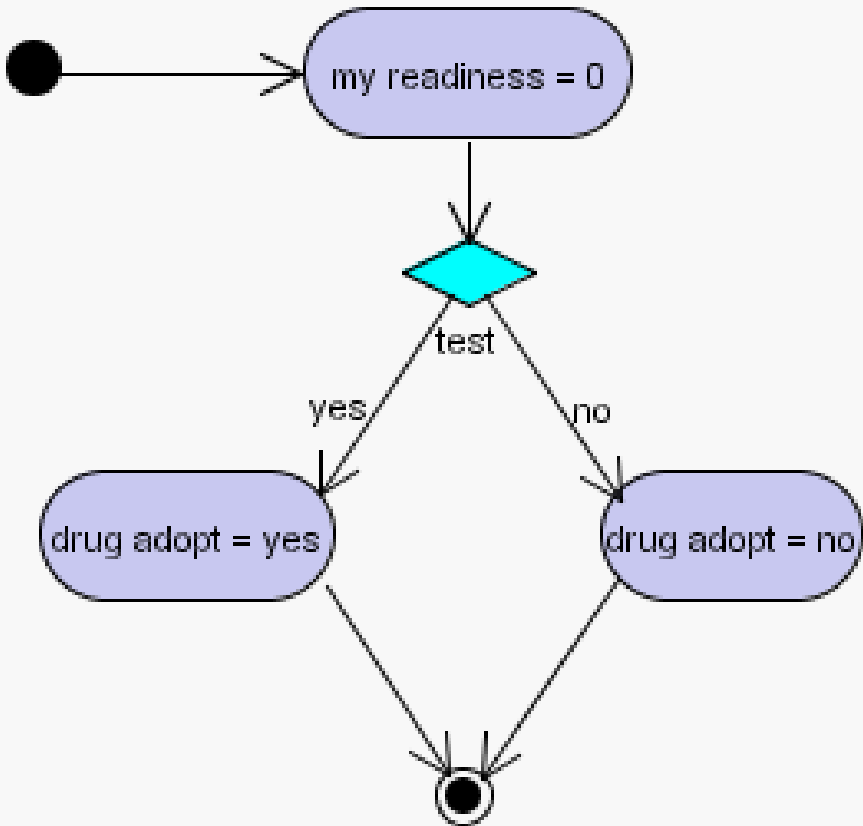 my readiness = 0
test
yes
no
drug adopt = yes
drug adopt = no